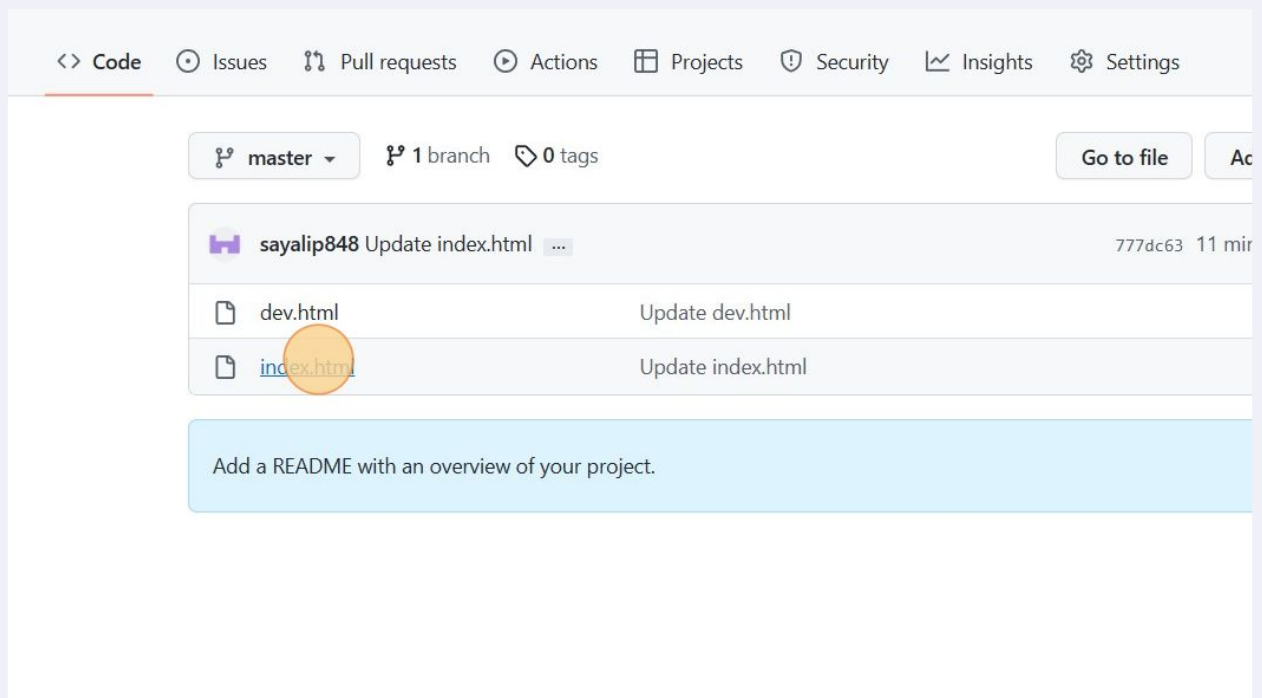 Code Issues Pull requests Actions Projects Security Insights Settings
master 1 branch 0 tags Go to file
sayalip848 Update index.html ... 777dc63 11 min
dev.html Update dev.html
index.html Update index.html
Add a README with an overview of your project.